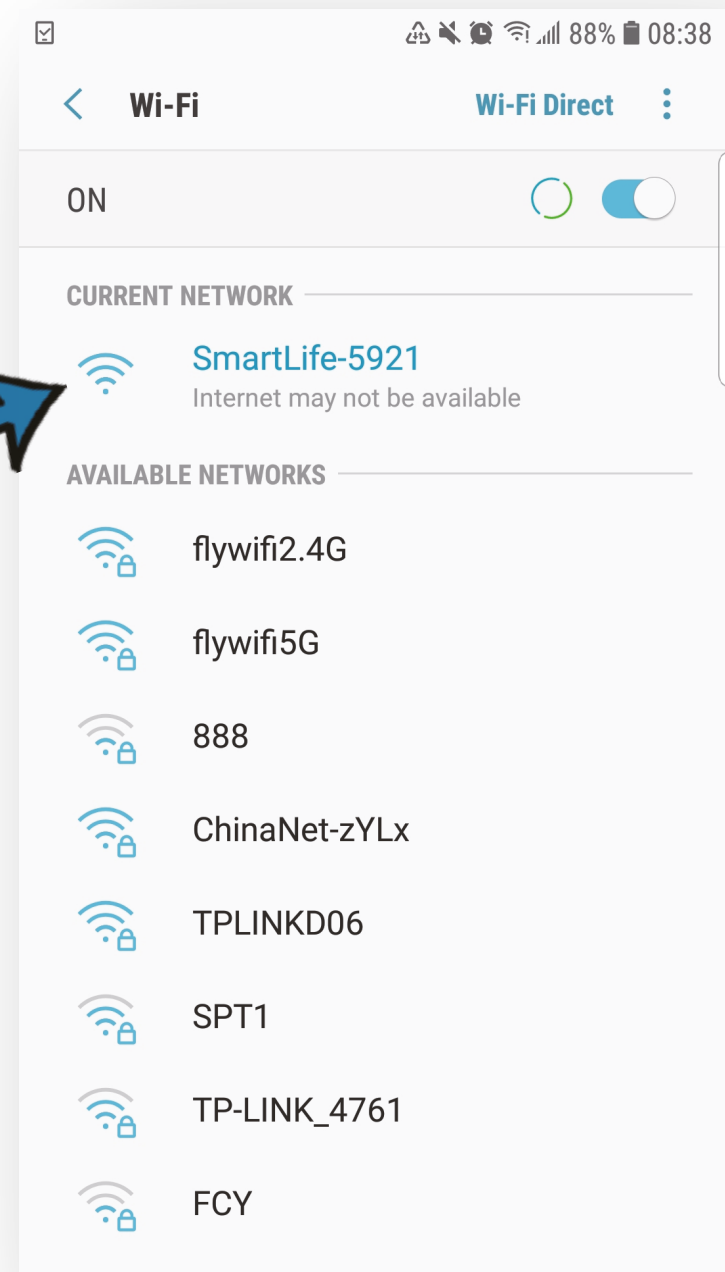 88% 08:38
Wi-Fi Wi-Fi Direct
ON
CURRENT NETWORK
SmartLife-5921
Internet may not be available
AVAILABLE NETWORKS
flywifi2.4G
flywifi5G
888
ChinaNet-zYLx
TPLINKD06
SPT1
TP-LINK_4761
FCY